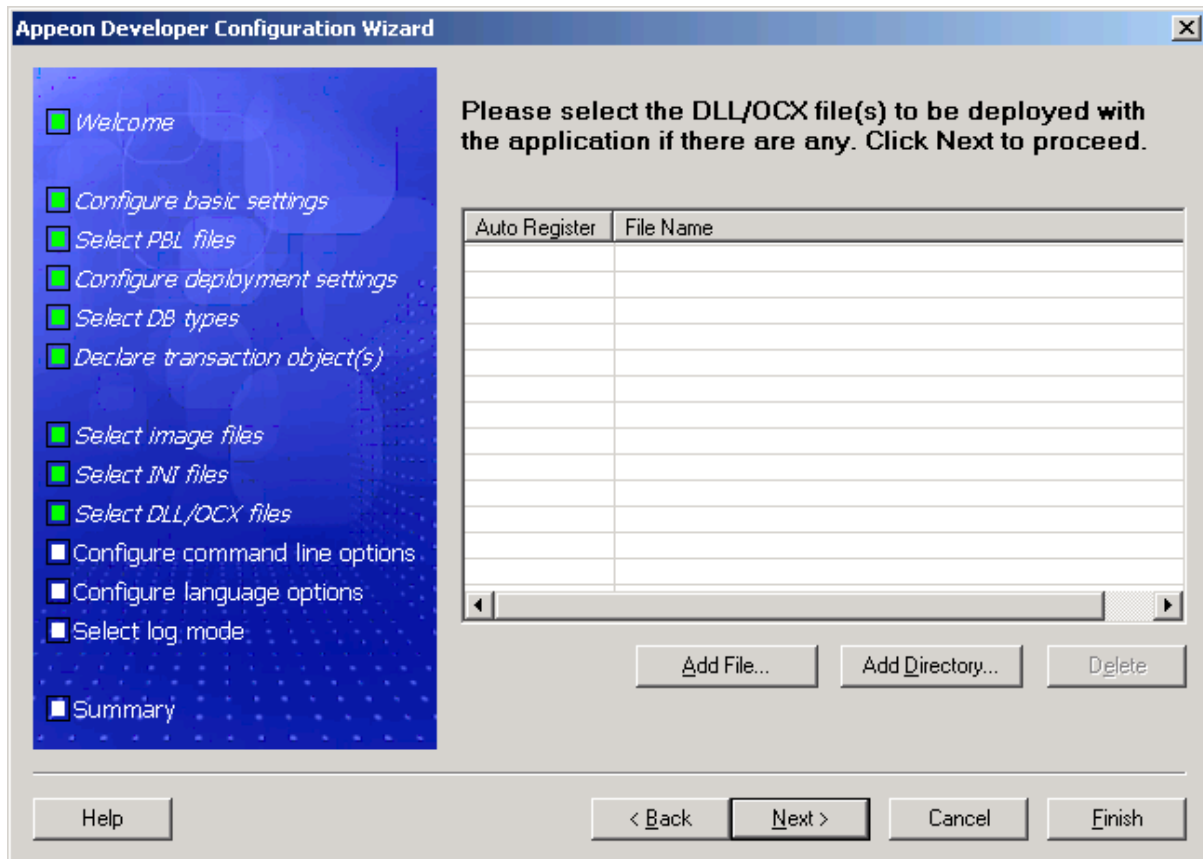 Appeon Developer Configuration Wizard
Welcome
Configure basic settings
Select PBL files
Configure deployment settings
Select DB types
Declare transaction object(s)
Select image files
Select INI files
Select DLL/OCX files
Configure command line options
Configure language options
Select log mode
Summary
Please select the DLL/OCX file(s) to be deployed with
the application if there are any. Click Next to proceed.
Auto Register File Name
Add File... Add Directory... Delete
Help < Back Next > Cancel Finish